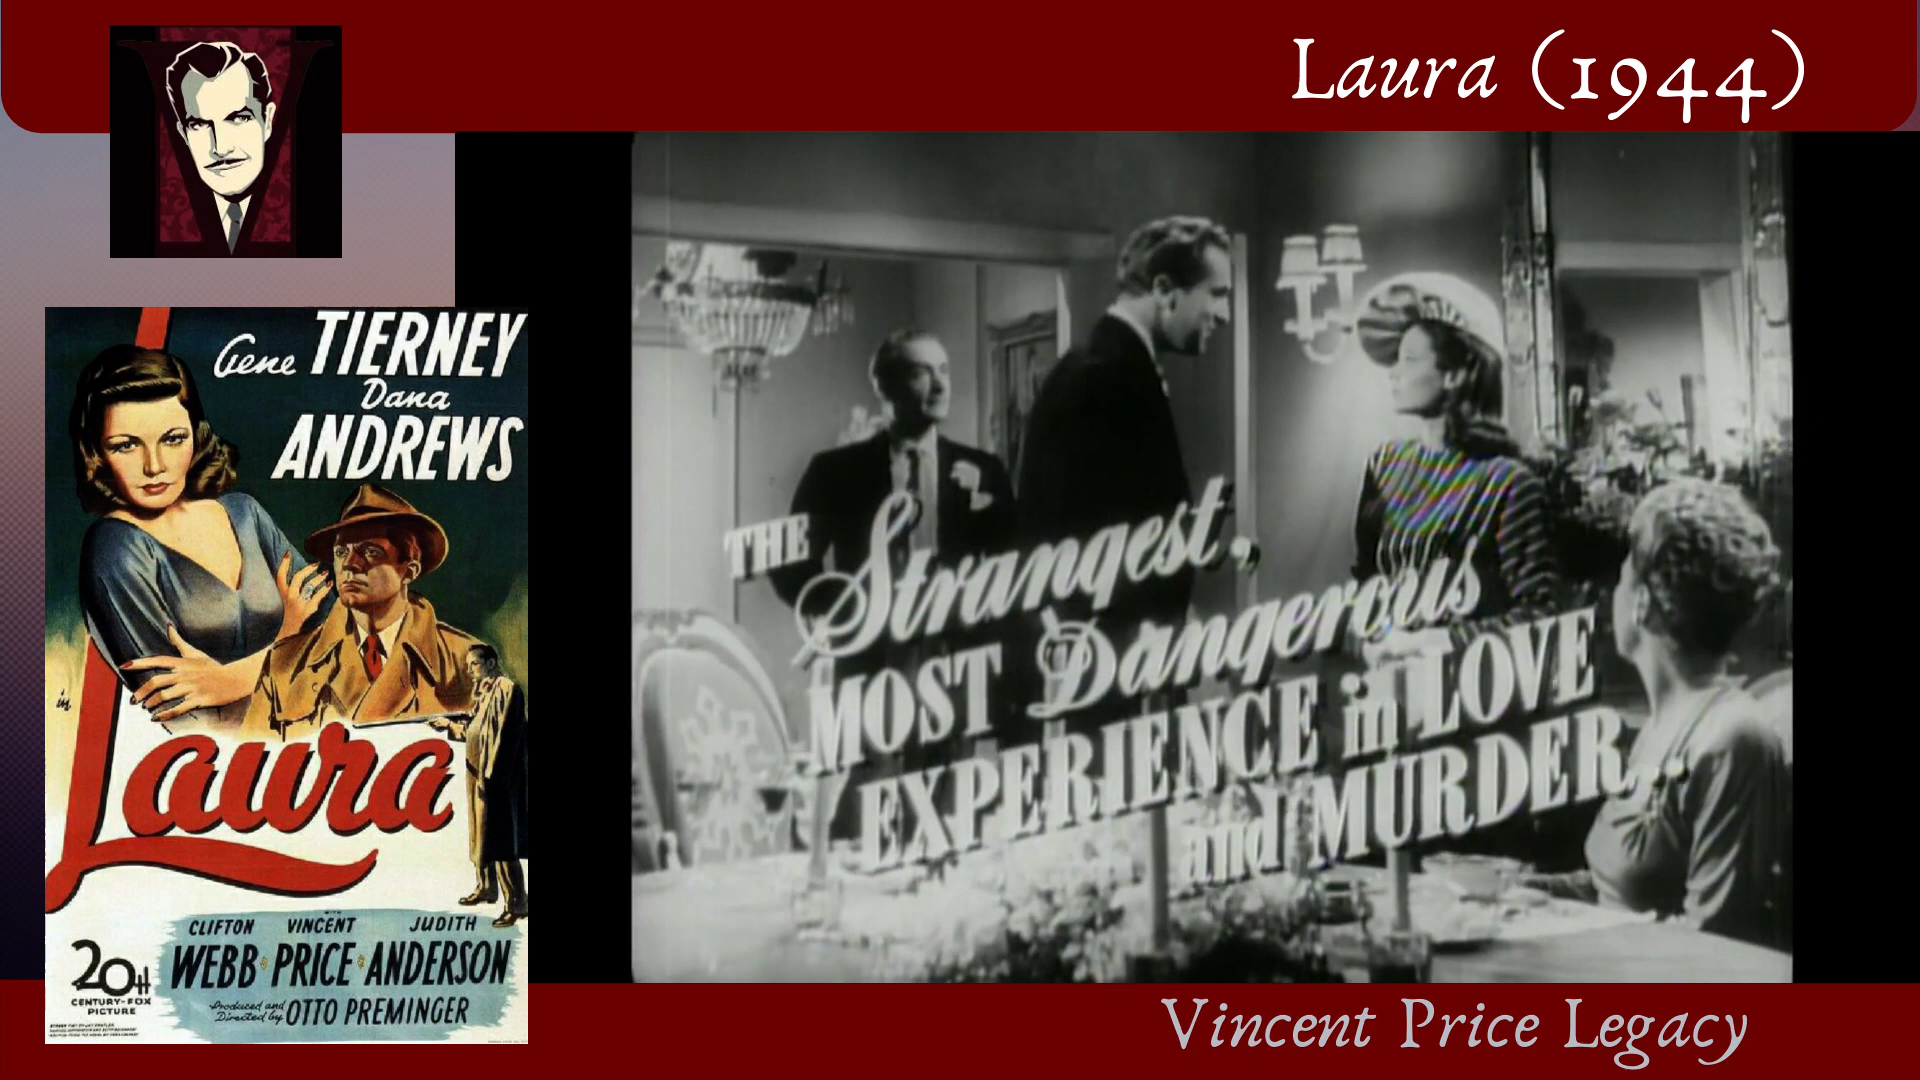 Laura (1944)
Gene TIERNEY
Dana
ANDREWS
in
Laura
CLIFTON VINCENT JUDITH
WEBB PRICE ANDERSON
20TH
CENTURY-FOX
PICTURE
Produced and
Directed by OTTO PREMINGER
THE Strangest,
MOST Dangerous
EXPERIENCE in LOVE
and MURDER...
Vincent Price Legacy